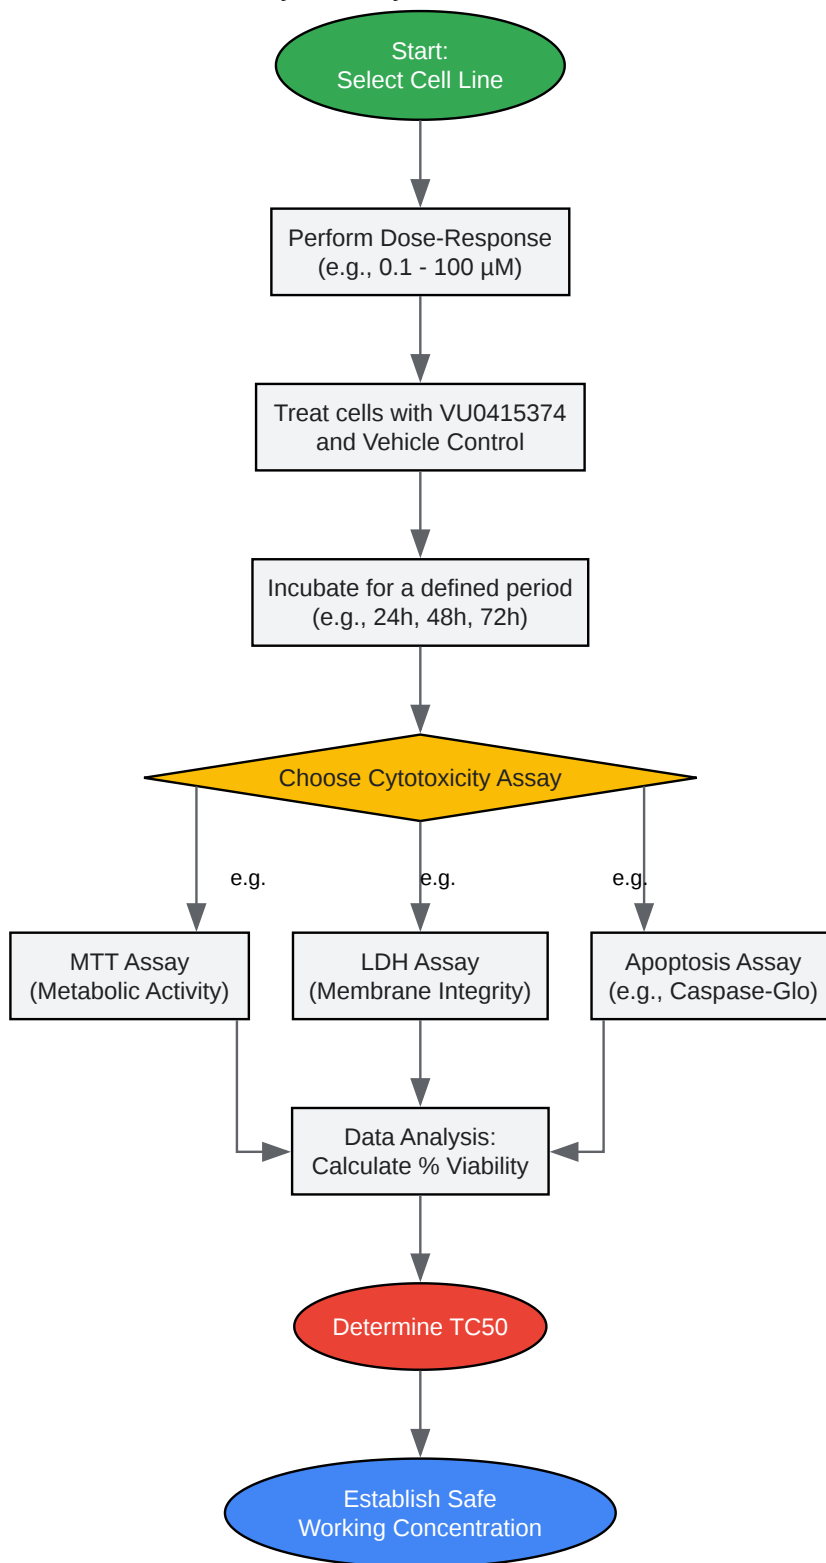 Start:
Select Cell Line
Perform Dose-Response
(e.g., 0.1 - 100 µM)
Treat cells with VU0415374
and Vehicle Control
Incubate for a defined period
(e.g., 24h, 48h, 72h)
Choose Cytotoxicity Assay
e.g.
e.g.
e.g.
MTT Assay
(Metabolic Activity)
LDH Assay
(Membrane Integrity)
Apoptosis Assay
(e.g., Caspase-Glo)
Data Analysis:
Calculate % Viability
Determine TC50
Establish Safe
Working Concentration